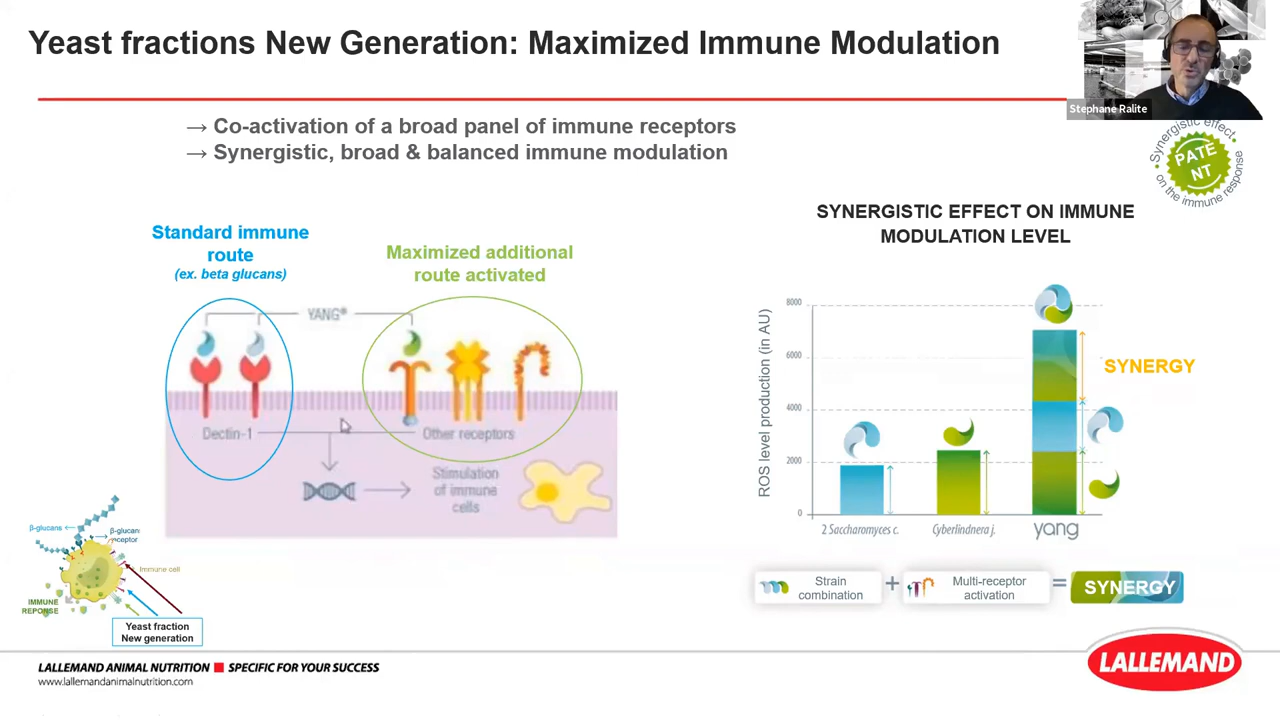 Yeast fractions New Generation: Maximized Immune Modulation
Stephane Ralite
→ Co-activation of a broad panel of immune receptors
→ Synergistic, broad & balanced immune modulation
Synergistic effect
PATE
NT
on the immune response
Standard immune
route
(ex. beta glucans)
Maximized additional
route activated
YANG®
Dectin-1
Other receptors
Stimulation
of immune
cells
β-glucans
β-glucan
receptor
Immune cell
IMMUNE
REPONSE
Yeast fraction
New generation
SYNERGISTIC EFFECT ON IMMUNE
MODULATION LEVEL
ROS level production (in AU)
8000
6000
4000
2000
0
SYNERGY
2 Saccharomyces c.
Cyberlindnera j.
yang
Strain
combination
+
Multi-receptor
activation
=
SYNERGY
LALLEMAND ANIMAL NUTRITION ■ SPECIFIC FOR YOUR SUCCESS
www.lallemandanimalnutrition.com
LALLEMAND